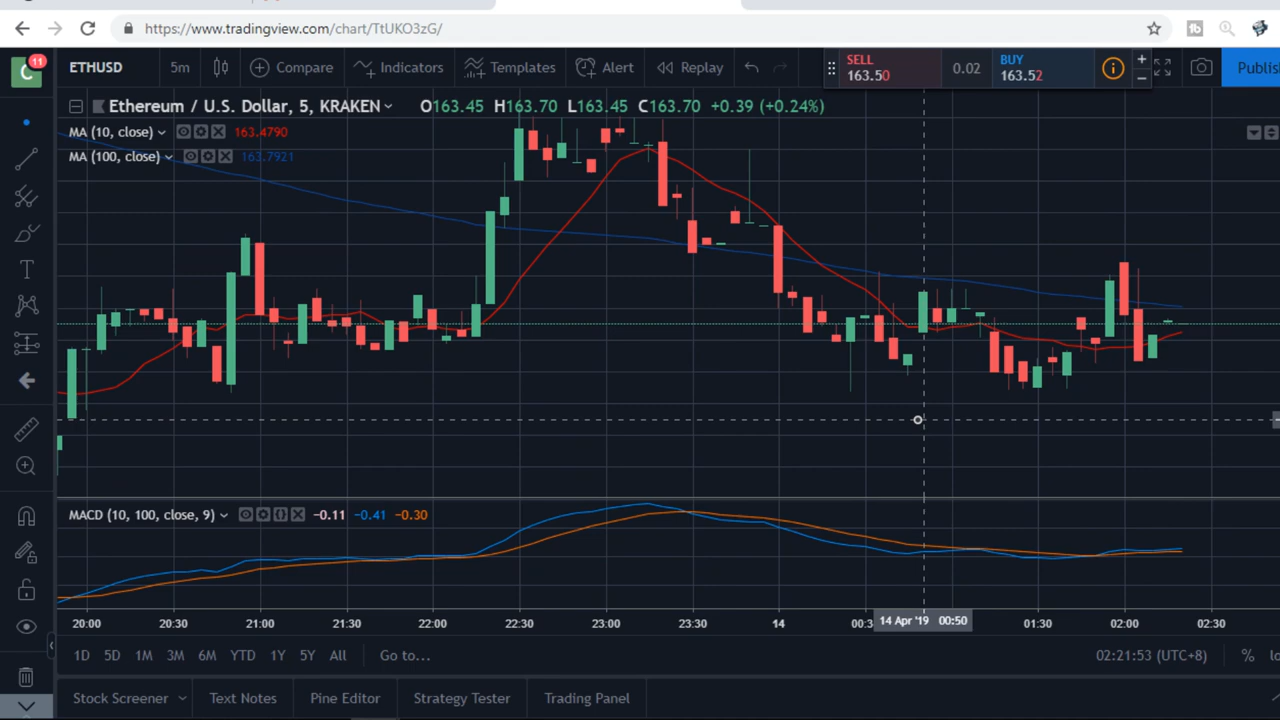 https://www.tradingview.com/chart/TtUKO3zG/
C 11 ETHUSD 5m Compare Indicators Templates Alert Replay
SELL 163.50 0.02 BUY 163.52 Publis
Ethereum / U.S. Dollar, 5, KRAKEN O163.45 H163.70 L163.45 C163.70 +0.39 (+0.24%)
MA (10, close) 163.4790
MA (100, close) 163.7921
MACD (10, 100, close, 9) −0.11 −0.41 −0.30
20:00 20:30 21:00 21:30 22:00 22:30 23:00 23:30 14 00:3 14 Apr '19 00:50 01:30 02:00 02:30
1D 5D 1M 3M 6M YTD 1Y 5Y All Go to... 02:21:53 (UTC+8) % lo
Stock Screener Text Notes Pine Editor Strategy Tester Trading Panel